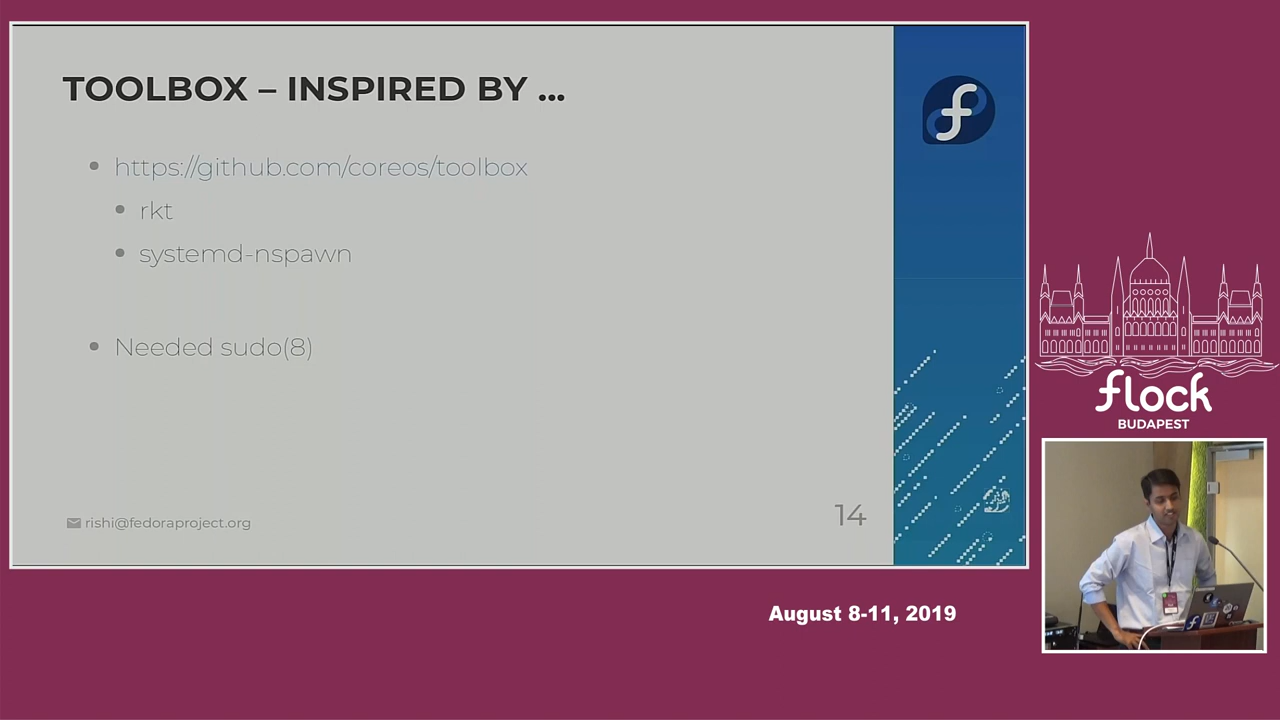 TOOLBOX – INSPIRED BY ...
https://github.com/coreos/toolbox
rkt
systemd-nspawn
Needed sudo(8)
rishi@fedoraproject.org
14
flock
BUDAPEST
August 8-11, 2019